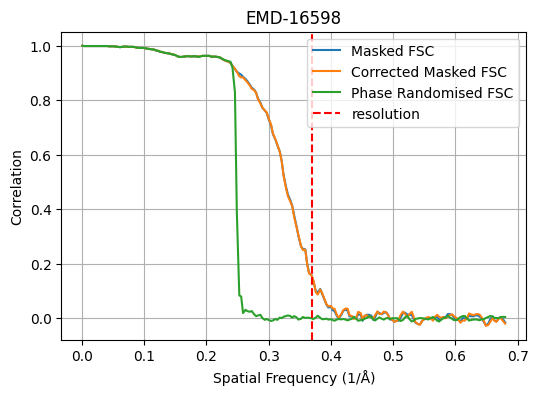 EMD-16598
1.0
0.8
0.6
0.4
0.2
0.0
Correlation
Masked FSC
Corrected Masked FSC
Phase Randomised FSC
resolution
0.0 0.1 0.2 0.3 0.4 0.5 0.6 0.7
Spatial Frequency (1/Å)